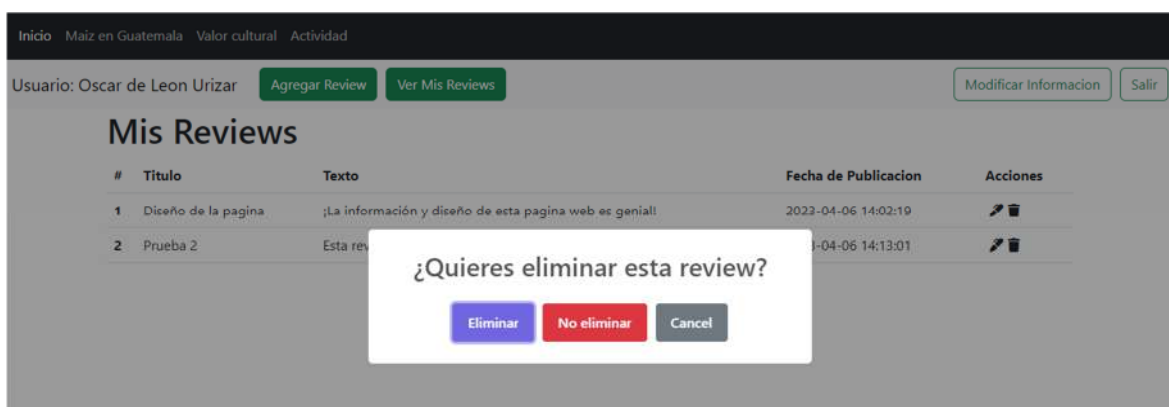 Inicio Maiz en Guatemala Valor cultural Actividad
Usuario: Oscar de Leon Urizar Agregar Review Ver Mis Reviews Modificar Informacion Salir
Mis Reviews
# Titulo Texto Fecha de Publicacion Acciones
1 Diseño de la pagina ¡La información y diseño de esta pagina web es genial! 2023-04-06 14:02:19
2 Prueba 2 Esta -04-06 14:13:01
¿Quieres eliminar esta review?
Eliminar No eliminar Cancel